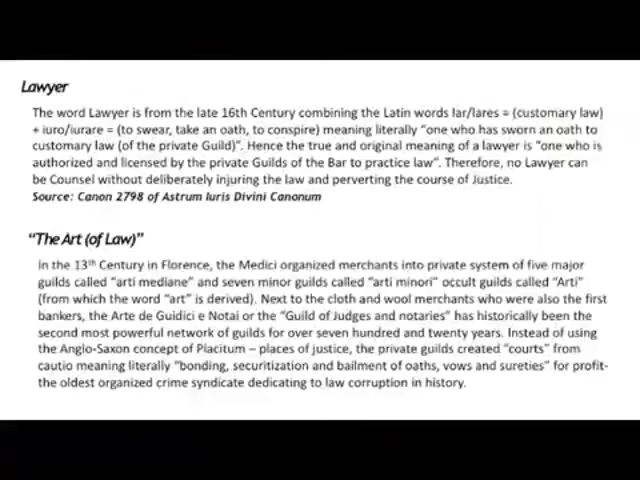 Lawyer
The word Lawyer is from the late 16th Century combining the Latin words lar/lares = (customary law)
+ iuro/iurare = (to swear, take an oath, to conspire) meaning literally "one who has sworn an oath to
customary law (of the private Guild)". Hence the true and original meaning of a lawyer is "one who is
authorized and licensed by the private Guilds of the Bar to practice law". Therefore, no Lawyer can
be Counsel without deliberately injuring the law and perverting the course of Justice.
Source: Canon 2798 of Astrum Iuris Divini Canonum
"The Art (of Law)"
In the 13th Century in Florence, the Medici organized merchants into private system of five major
guilds called "arti mediane" and seven minor guilds called "arti minori" occult guilds called "Arti"
(from which the word "art" is derived). Next to the cloth and wool merchants who were also the first
bankers, the Arte de Guidici e Notai or the "Guild of Judges and notaries" has historically been the
second most powerful network of guilds for over seven hundred and twenty years. Instead of using
the Anglo-Saxon concept of Placitum – places of justice, the private guilds created "courts" from
cautio meaning literally "bonding, securitization and bailment of oaths, vows and sureties" for profit-
the oldest organized crime syndicate dedicating to law corruption in history.